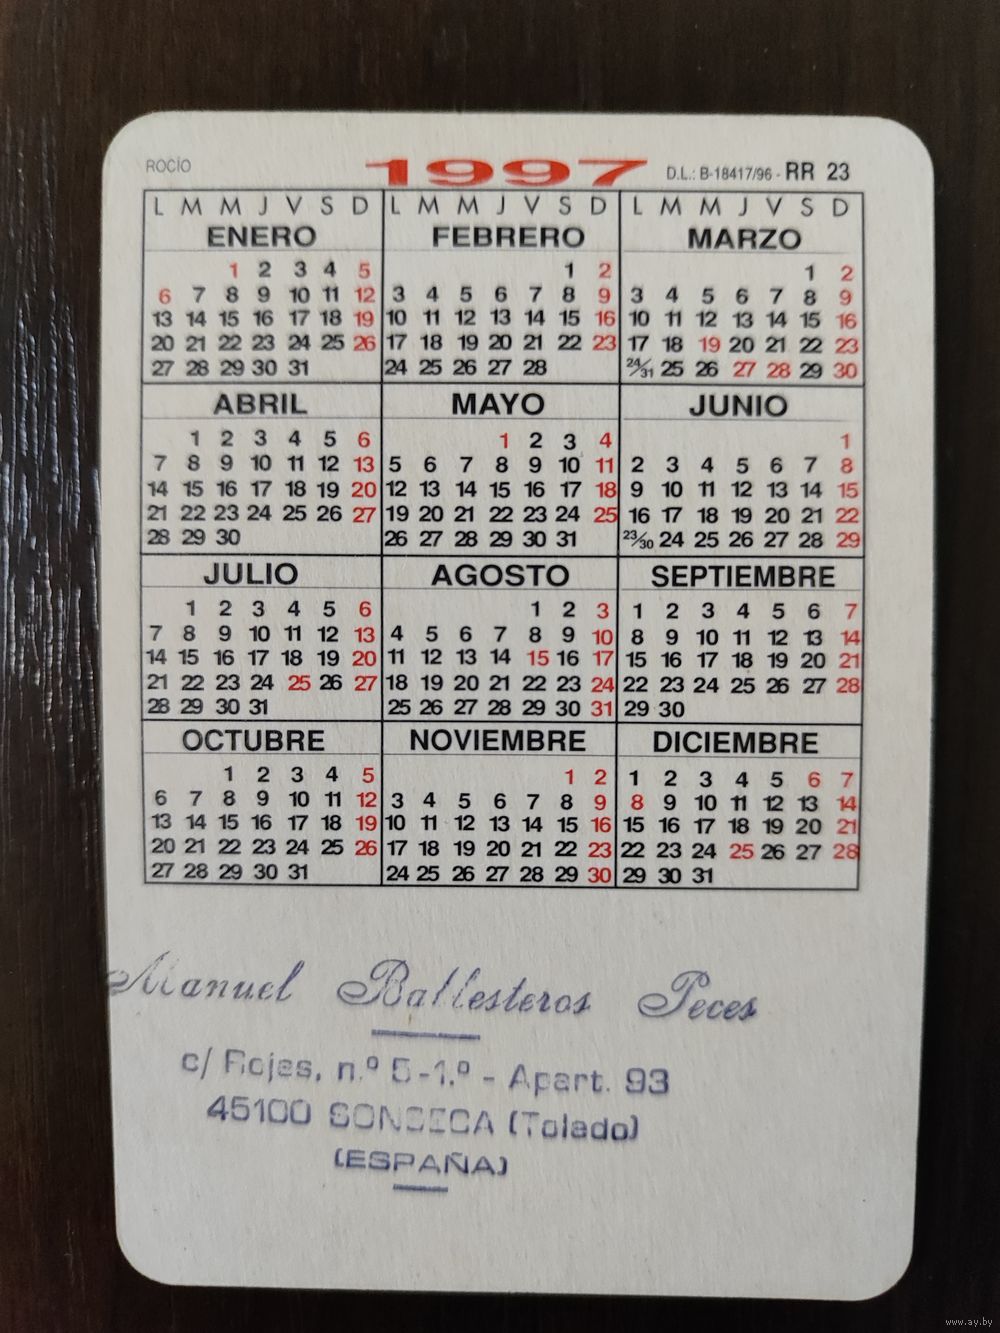 ROCÍO 1997 D.L.: B-18417/96 - RR 23
L M M J V S D L M M J V S D L M M J V S D
ENERO FEBRERO MARZO
1 2 3 4 5 1 2 1 2
6 7 8 9 10 11 12 3 4 5 6 7 8 9 3 4 5 6 7 8 9
13 14 15 16 17 18 19 10 11 12 13 14 15 16 10 11 12 13 14 15 16
20 21 22 23 24 25 26 17 18 19 20 21 22 23 17 18 19 20 21 22 23
27 28 29 30 31 24 25 26 27 28 24/31 25 26 27 28 29 30
ABRIL MAYO JUNIO
1 2 3 4 5 6 1 2 3 4 1
7 8 9 10 11 12 13 5 6 7 8 9 10 11 2 3 4 5 6 7 8
14 15 16 17 18 19 20 12 13 14 15 16 17 18 9 10 11 12 13 14 15
21 22 23 24 25 26 27 19 20 21 22 23 24 25 16 17 18 19 20 21 22
28 29 30 26 27 28 29 30 31 23/30 24 25 26 27 28 29
JULIO AGOSTO SEPTIEMBRE
1 2 3 4 5 6 1 2 3 1 2 3 4 5 6 7
7 8 9 10 11 12 13 4 5 6 7 8 9 10 8 9 10 11 12 13 14
14 15 16 17 18 19 20 11 12 13 14 15 16 17 15 16 17 18 19 20 21
21 22 23 24 25 26 27 18 19 20 21 22 23 24 22 23 24 25 26 27 28
28 29 30 31 25 26 27 28 29 30 31 29 30
OCTUBRE NOVIEMBRE DICIEMBRE
1 2 3 4 5 1 2 1 2 3 4 5 6 7
6 7 8 9 10 11 12 3 4 5 6 7 8 9 8 9 10 11 12 13 14
13 14 15 16 17 18 19 10 11 12 13 14 15 16 15 16 17 18 19 20 21
20 21 22 23 24 25 26 17 18 19 20 21 22 23 22 23 24 25 26 27 28
27 28 29 30 31 24 25 26 27 28 29 30 29 30 31
Manuel Ballesteros Peces
c/ Rojas, n.º 5-1.º - Apart. 93
45100 SONSECA (Toledo)
(ESPAÑA)
www.ay.by